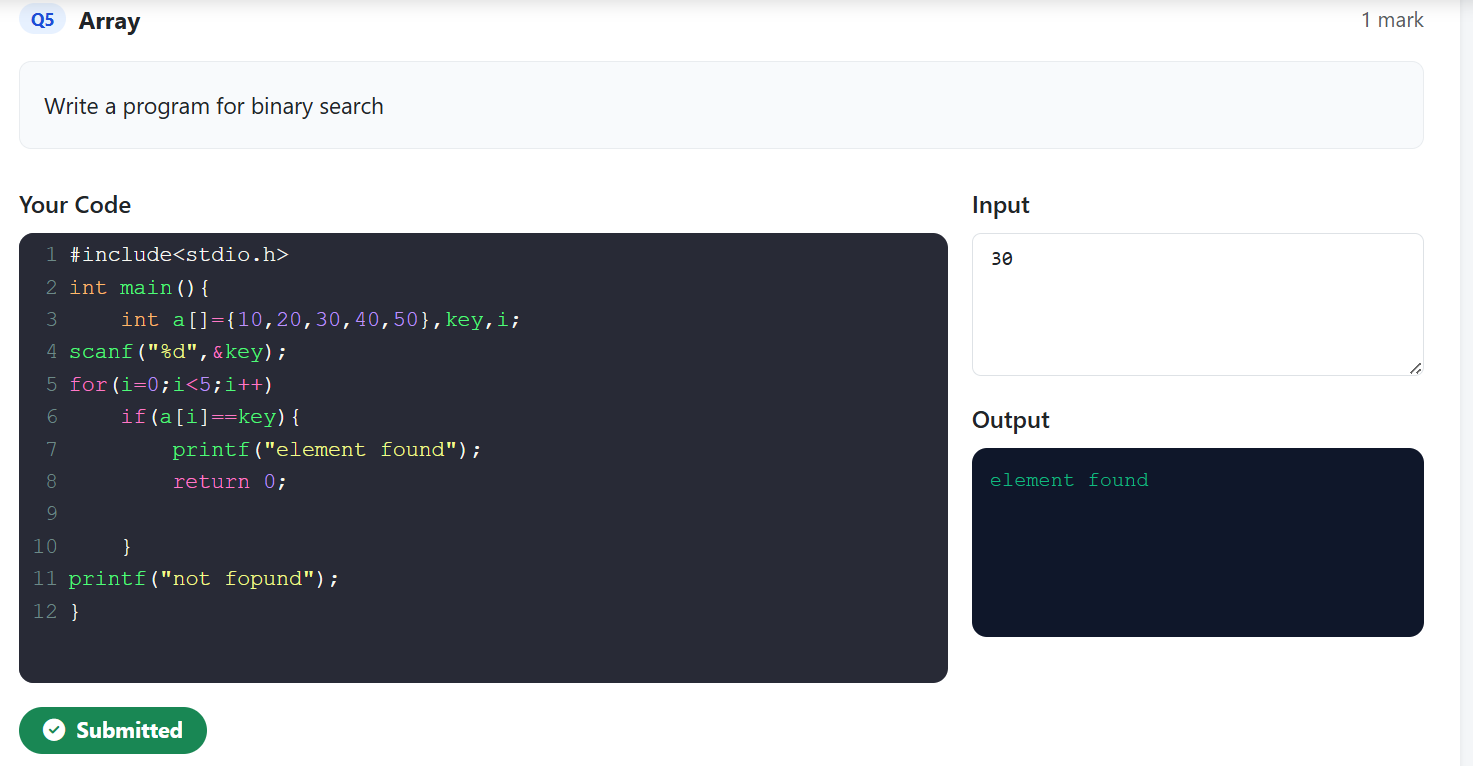 Q5 Array 1 mark
Write a program for binary search
Your Code
1 #include<stdio.h>
2 int main(){
3     int a[]={10,20,30,40,50},key,i;
4 scanf("%d",&key);
5 for(i=0;i<5;i++)
6     if(a[i]==key){
7         printf("element found");
8         return 0;
9
10     }
11 printf("not fopund");
12 }
Submitted
Input
30
Output
element found